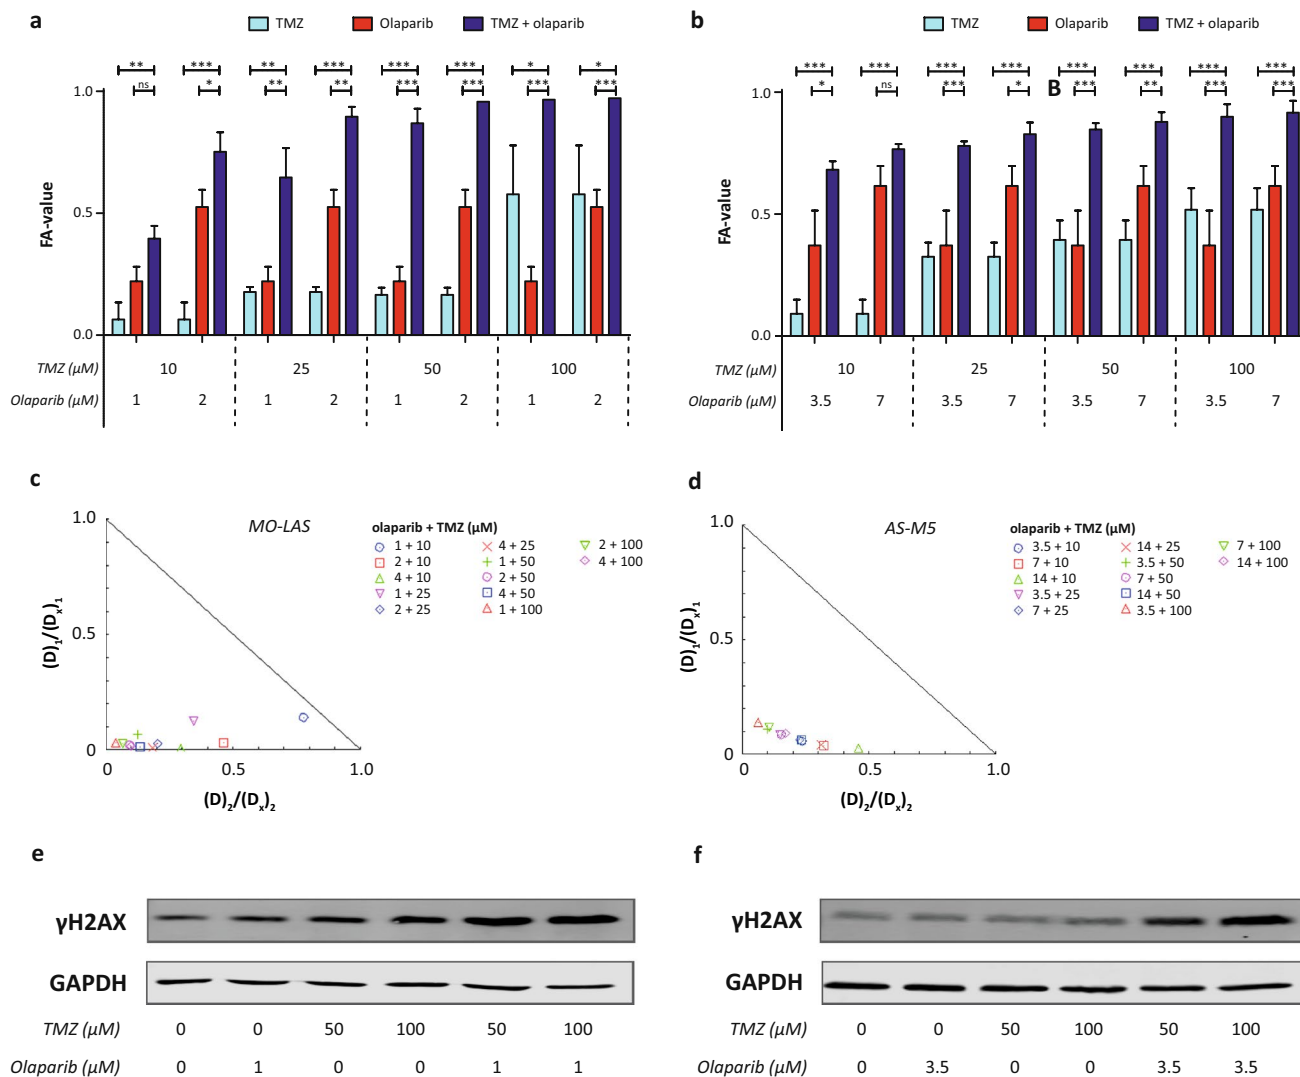 a
TMZ
Olaparib
TMZ + olaparib
** *** ** *** *** *** * *
ns * ** ** *** *** *** ***
1.0
0.5
0.0
FA-value
TMZ (µM) 10 25 50 100
Olaparib (µM) 1 2 1 2 1 2 1 2
b
TMZ
Olaparib
TMZ + olaparib
*** *** *** *** *** *** *** ***
* ns *** * *** ** *** ***
B
1.0
0.5
0.0
FA-value
TMZ (µM) 10 25 50 100
Olaparib (µM) 3.5 7 3.5 7 3.5 7 3.5 7
c
MO-LAS
olaparib + TMZ (µM)
1 + 10 4 + 25 2 + 100
2 + 10 1 + 50 4 + 100
4 + 10 2 + 50
1 + 25 4 + 50
2 + 25 1 + 100
1.0
0.5
0
(D)1/(Dx)1
0 0.5 1.0
(D)2/(Dx)2
d
AS-M5
olaparib + TMZ (µM)
3.5 + 10 14 + 25 7 + 100
7 + 10 3.5 + 50 14 + 100
14 + 10 7 + 50
3.5 + 25 14 + 50
7 + 25 3.5 + 100
1.0
0.5
0
(D)1/(Dx)1
0 0.5 1.0
(D)2/(Dx)2
e
γH2AX
GAPDH
TMZ (µM) 0 0 50 100 50 100
Olaparib (µM) 0 1 0 0 1 1
f
γH2AX
GAPDH
TMZ (µM) 0 0 50 100 50 100
Olaparib (µM) 0 3.5 0 0 3.5 3.5